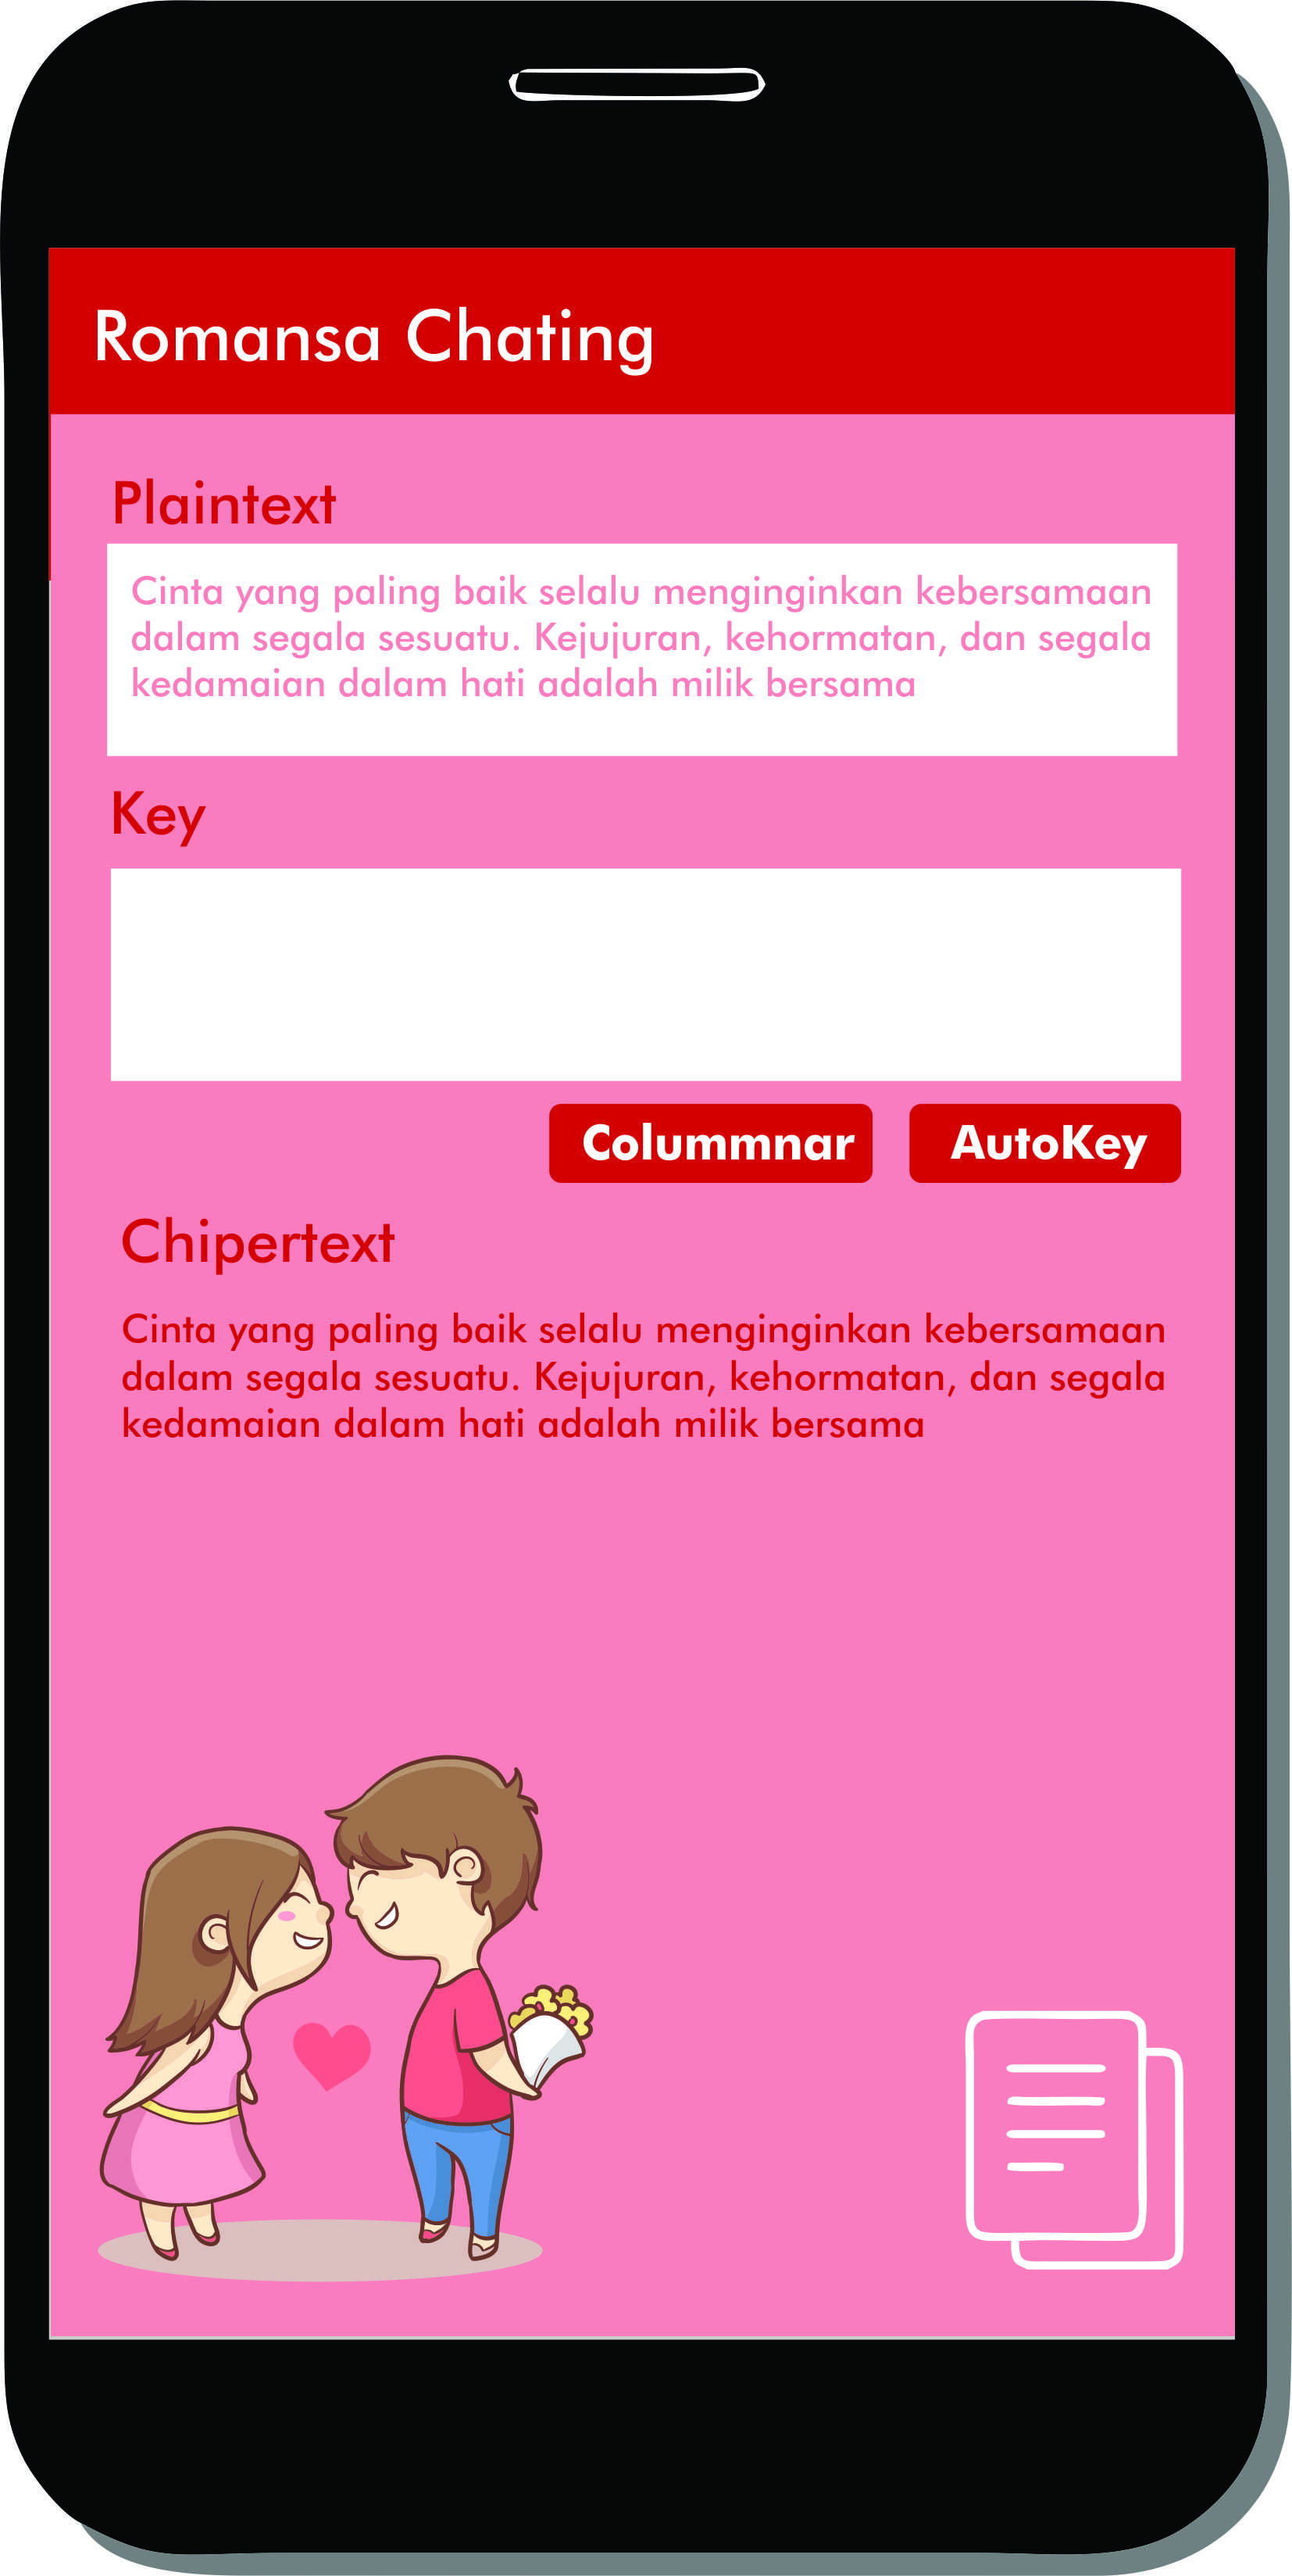 Romansa Chating
Plaintext
Cinta yang paling baik selalu menginginkan kebersamaan
dalam segala sesuatu. Kejujuran, kehormatan, dan segala
kedamaian dalam hati adalah milik bersama
Key
Colummnar
AutoKey
Chipertext
Cinta yang paling baik selalu menginginkan kebersamaan
dalam segala sesuatu. Kejujuran, kehormatan, dan segala
kedamaian dalam hati adalah milik bersama